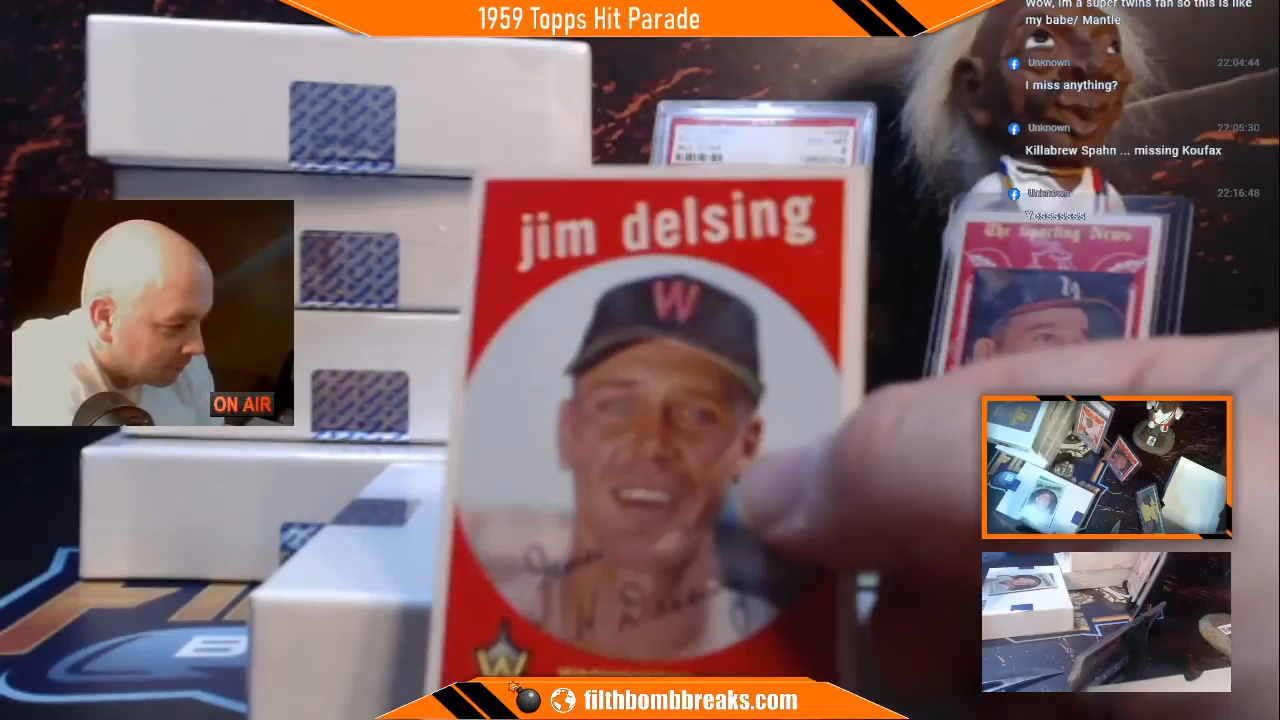 1959 Topps Hit Parade
Wow, im a super twins fan so this is like
my babe/ Mantle
Unknown
22:04:44
I miss anything?
Unknown
22:05:30
Killabrew Spahn ... missing Koufax
Unknown
22:16:48
Yessssss
The Sporting News
jim delsing
W
W
ON AIR
filthbombbreaks.com